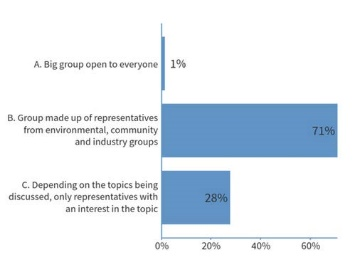 A. Big group open to everyone 1%
B. Group made up of representatives
from environmental, community
and industry groups
71%
C. Depending on the topics being
discussed, only representatives with
an interest in the topic
28%
0% 20% 40% 60%